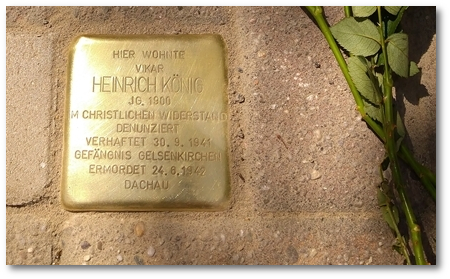 HIER WOHNTE
VIKAR
HEINRICH KÖNIG
JG. 1900
IM CHRISTLICHEN WIDERSTAND
DENUNZIERT
VERHAFTET 30. 9. 1941
GEFÄNGNIS GELSENKIRCHEN
ERMORDET 24. 6. 1942
DACHAU